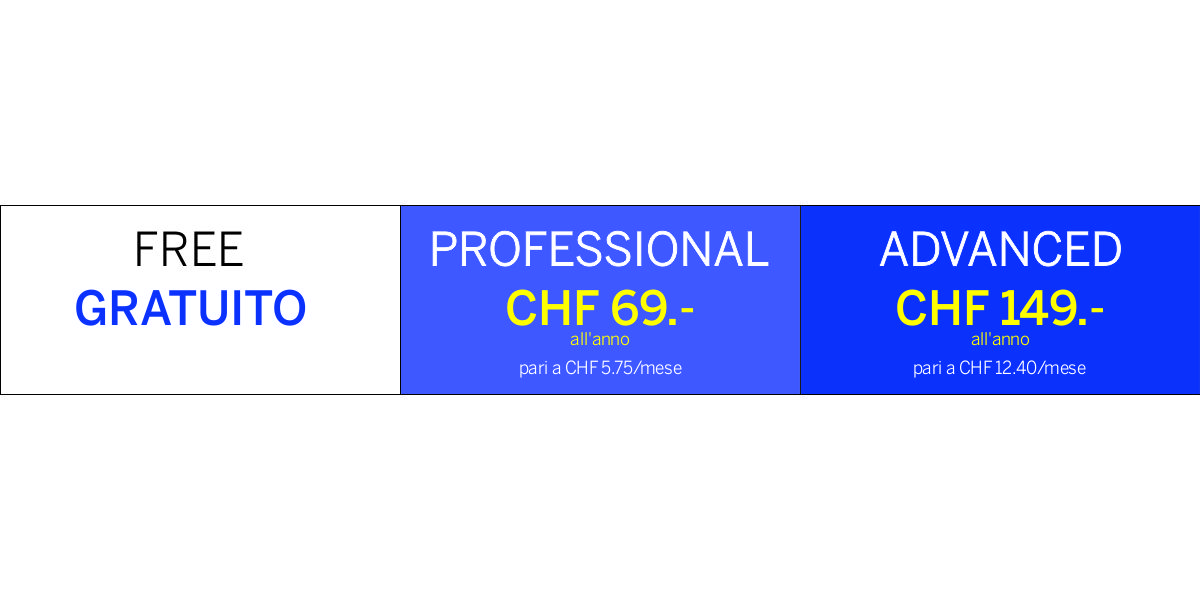 FREE
GRATUITO
PROFESSIONAL
CHF 69.-
all'anno
pari a CHF 5.75/mese
ADVANCED
CHF 149.-
all'anno
pari a CHF 12.40/mese